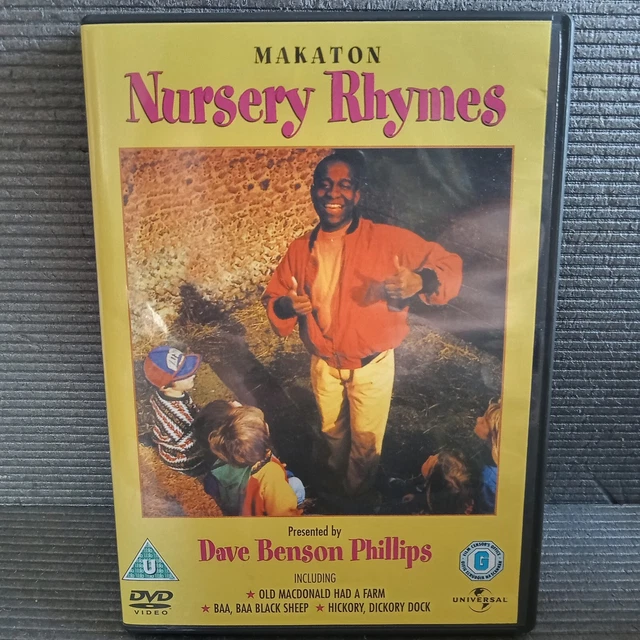 MAKATON
Nursery Rhymes
Presented by
Dave Benson Phillips
INCLUDING
★ OLD MACDONALD HAD A FARM
★ BAA, BAA BLACK SHEEP ★ HICKORY, DICKORY DOCK
U
DVD
VIDEO
G
UNIVERSAL